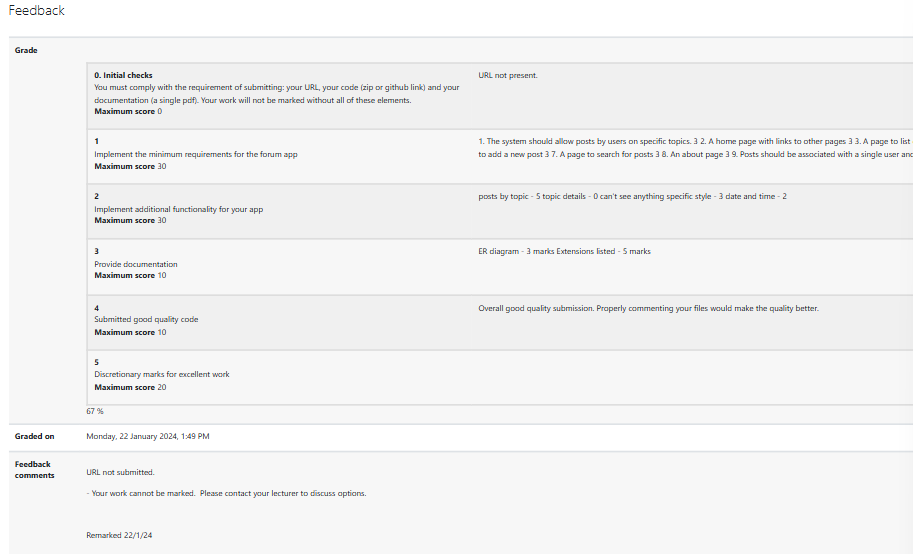 Feedback
Grade
0. Initial checks
You must comply with the requirement of submitting: your URL, your code (zip or github link) and your
documentation (a single pdf). Your work will not be marked without all of these elements.
Maximum score 0
URL not present.
1
Implement the minimum requirements for the forum app
Maximum score 30
1. The system should allow posts by users on specific topics. 3 2. A home page with links to other pages 3 3. A page to list
to add a new post 3 7. A page to search for posts 3 8. An about page 3 9. Posts should be associated with a single user and
2
Implement additional functionality for your app
Maximum score 30
posts by topic - 5 topic details - 0 can't see anything specific style - 3 date and time - 2
3
Provide documentation
Maximum score 10
ER diagram - 3 marks Extensions listed - 5 marks
4
Submitted good quality code
Maximum score 10
Overall good quality submission. Properly commenting your files would make the quality better.
5
Discretionary marks for excellent work
Maximum score 20
67 %
Graded on
Monday, 22 January 2024, 1:49 PM
Feedback
comments
URL not submitted.
- Your work cannot be marked. Please contact your lecturer to discuss options.
Remarked 22/1/24